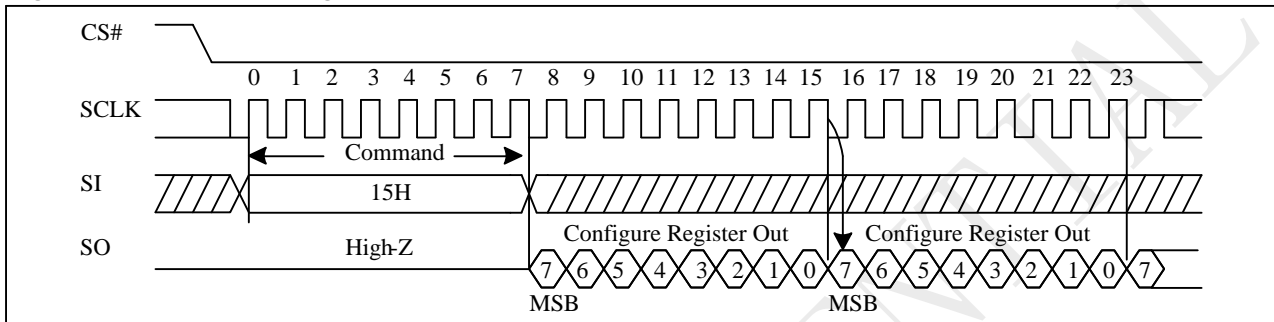 CS#
0 1 2 3 4 5 6 7 8 9 10 11 12 13 14 15 16 17 18 19 20 21 22 23
SCLK
Command
SI
15H
SO
High-Z
Configure Register Out Configure Register Out
7 6 5 4 3 2 1 0 7 6 5 4 3 2 1 0 7
MSB MSB